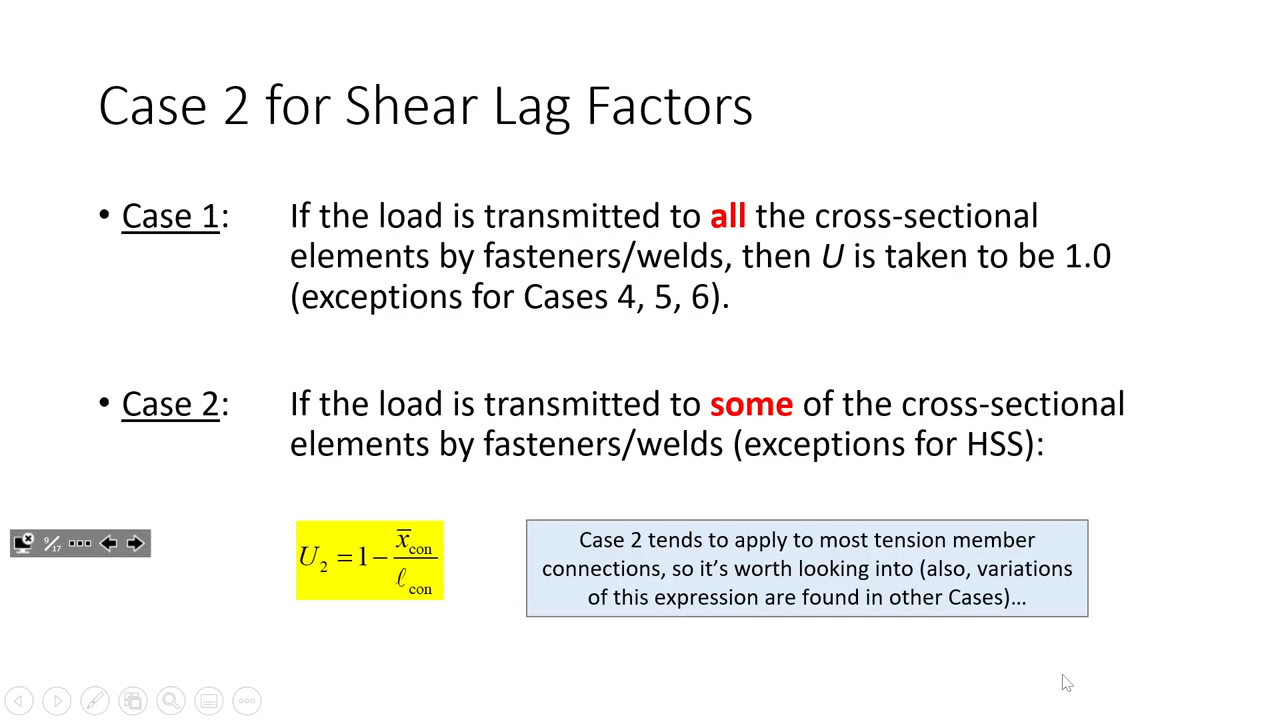 Case 2 for Shear Lag Factors
• Case 1: If the load is transmitted to all the cross-sectional
elements by fasteners/welds, then U is taken to be 1.0
(exceptions for Cases 4, 5, 6).
• Case 2: If the load is transmitted to some of the cross-sectional
elements by fasteners/welds (exceptions for HSS):
9/17
U₂ = 1 − x̄con/ℓcon
Case 2 tends to apply to most tension member
connections, so it’s worth looking into (also, variations
of this expression are found in other Cases)…